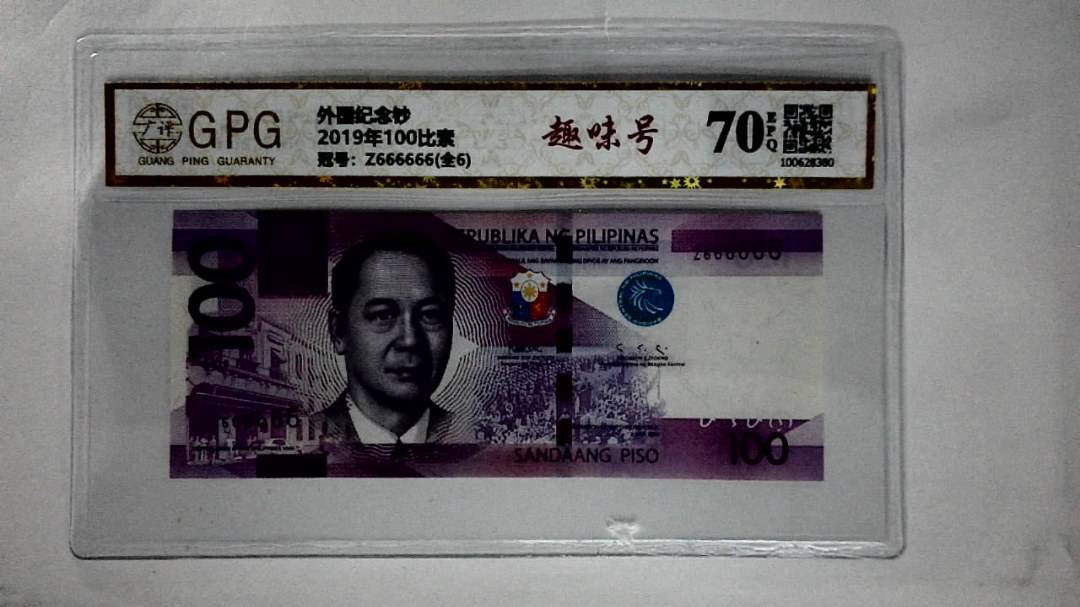 GPG
GUANG PING GUARANTY
外国纪念钞
2019年100比索
冠号：Z666666(全6)
趣味号
70
EPQ
100628380
100
REPUBLIKA NG PILIPINAS
SANDAANG PISO
100